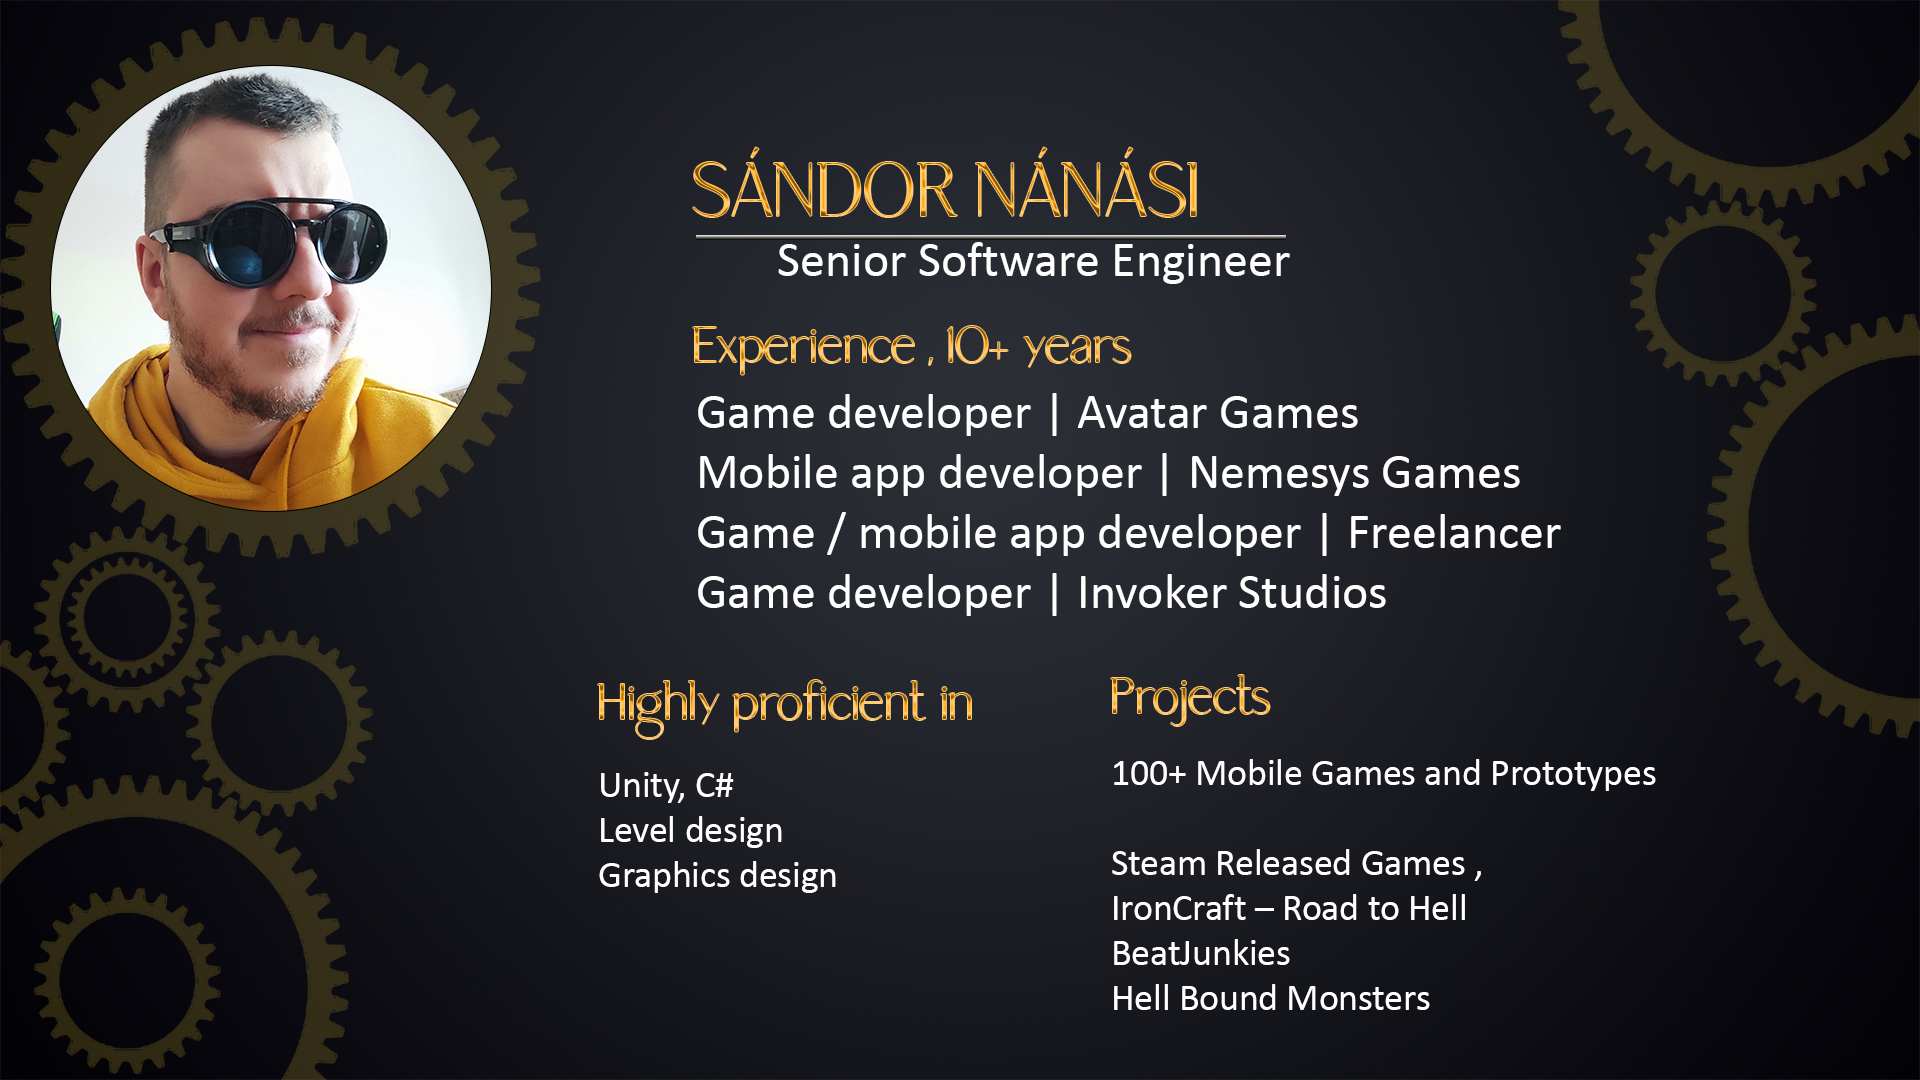 SÁNDOR NÁNÁSI
Senior Software Engineer
Experience , 10+ years
Game developer | Avatar Games
Mobile app developer | Nemesys Games
Game / mobile app developer | Freelancer
Game developer | Invoker Studios
Highly proficient in
Unity, C#
Level design
Graphics design
Projects
100+ Mobile Games and Prototypes
Steam Released Games ,
IronCraft – Road to Hell
BeatJunkies
Hell Bound Monsters